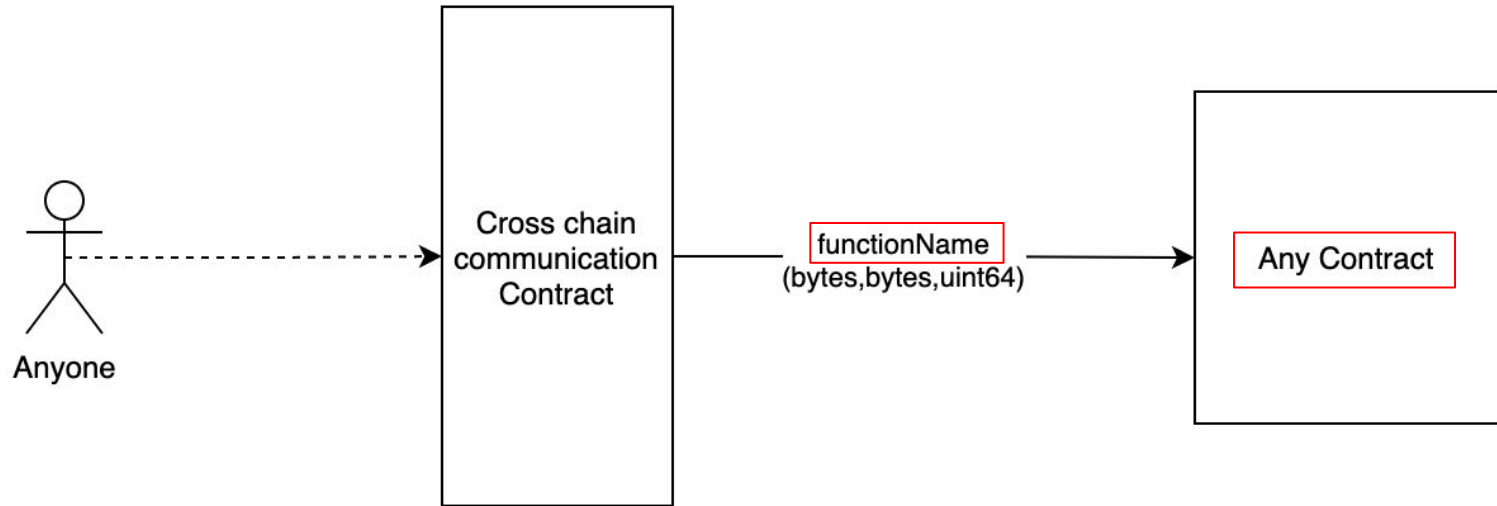 Anyone
Cross chain
communication
Contract
functionName
(bytes,bytes,uint64)
Any Contract